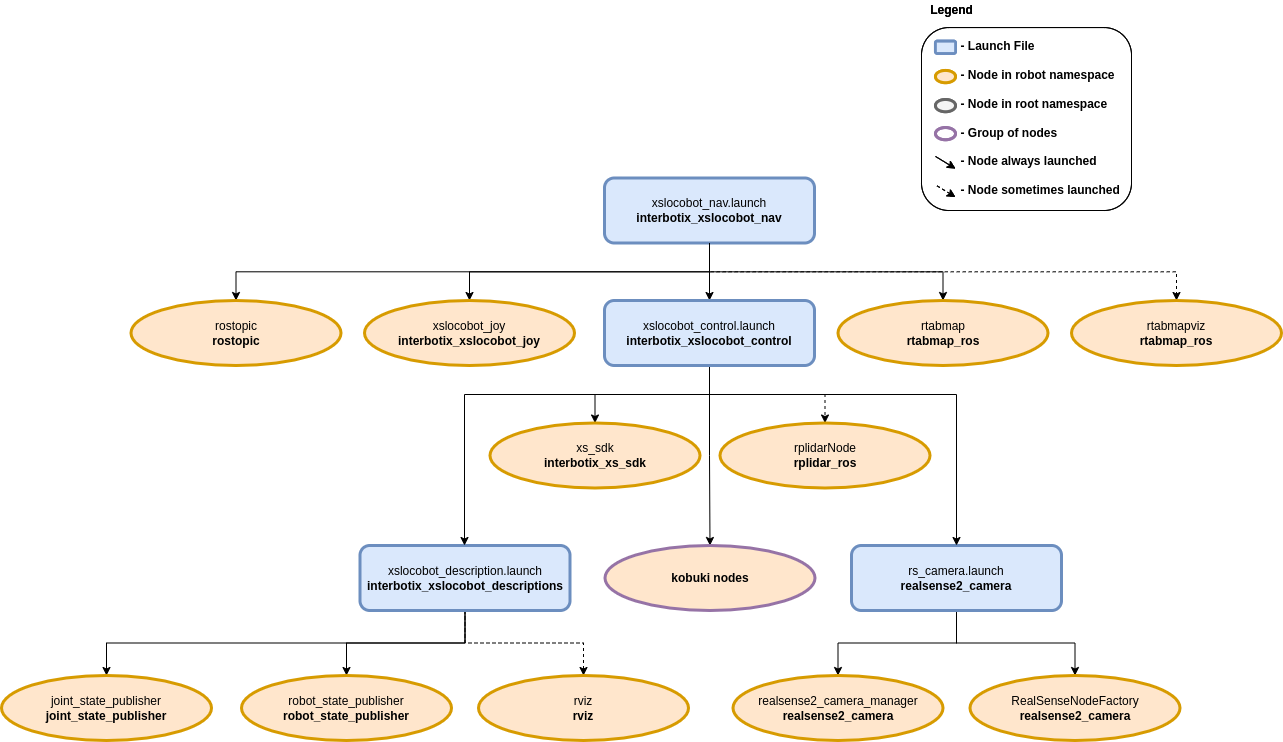 Legend
- Launch File
- Node in robot namespace
- Node in root namespace
- Group of nodes
- Node always launched
- Node sometimes launched
xslocobot_nav.launch
interbotix_xslocobot_nav
rostopic
rostopic
xslocobot_joy
interbotix_xslocobot_joy
xslocobot_control.launch
interbotix_xslocobot_control
rtabmap
rtabmap_ros
rtabmapviz
rtabmap_ros
xs_sdk
interbotix_xs_sdk
rplidarNode
rplidar_ros
xslocobot_description.launch
interbotix_xslocobot_descriptions
kobuki nodes
rs_camera.launch
realsense2_camera
joint_state_publisher
joint_state_publisher
robot_state_publisher
robot_state_publisher
rviz
rviz
realsense2_camera_manager
realsense2_camera
RealSenseNodeFactory
realsense2_camera